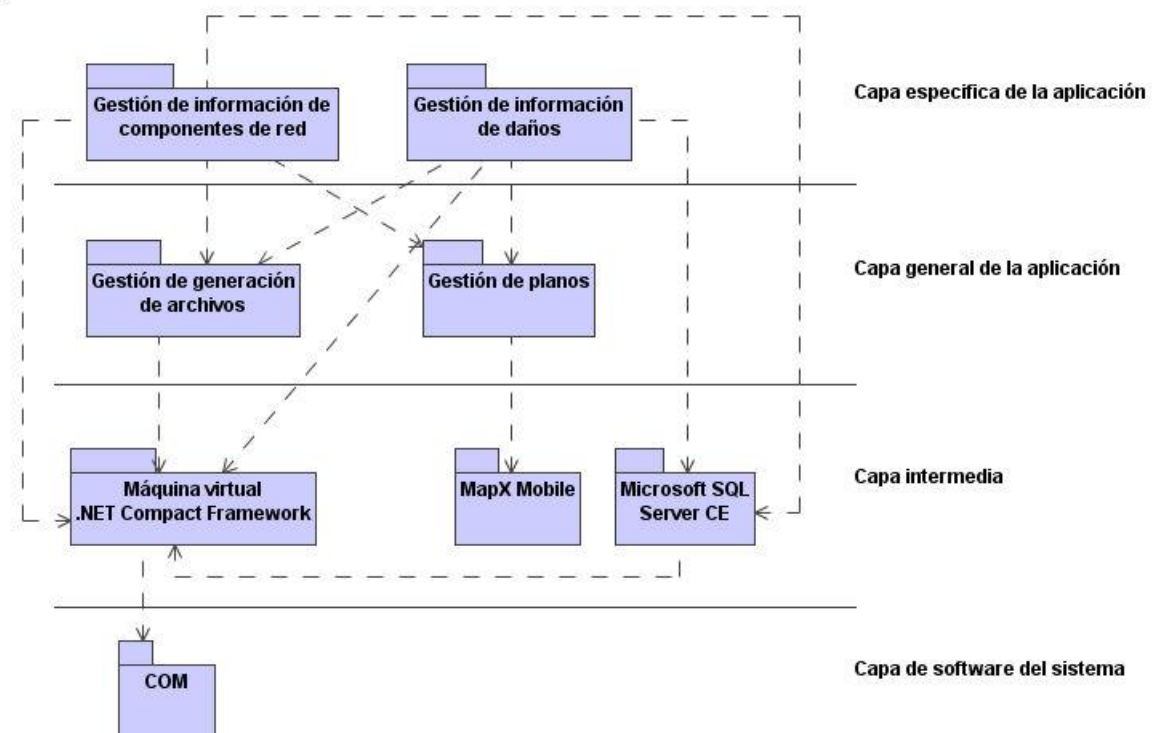 Gestión de información de
componentes de red
Gestión de información
de daños
Capa especifica de la aplicación
Gestión de generación
de archivos
Gestión de planos
Capa general de la aplicación
Máquina virtual
.NET Compact Framework
MapX Mobile
Microsoft SQL
Server CE
Capa intermedia
COM
Capa de software del sistema